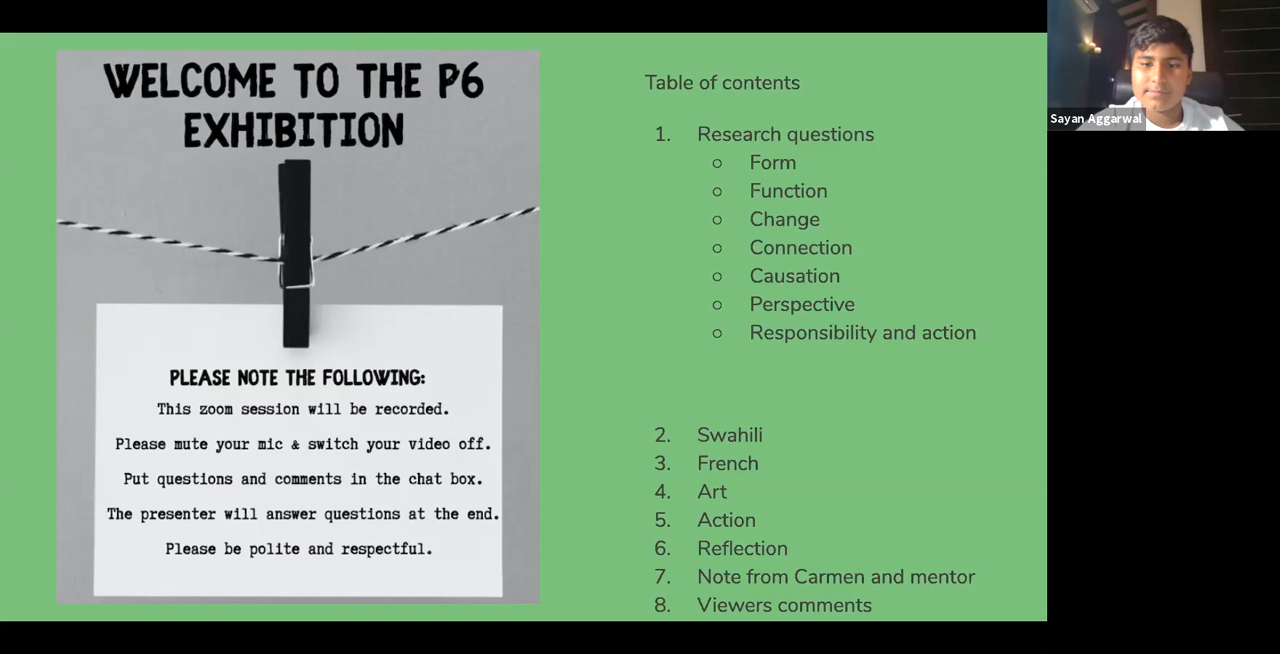 WELCOME TO THE P6
EXHIBITION
PLEASE NOTE THE FOLLOWING:
This zoom session will be recorded.
Please mute your mic & switch your video off.
Put questions and comments in the chat box.
The presenter will answer questions at the end.
Please be polite and respectful.
Table of contents
1. Research questions
○ Form
○ Function
○ Change
○ Connection
○ Causation
○ Perspective
○ Responsibility and action
2. Swahili
3. French
4. Art
5. Action
6. Reflection
7. Note from Carmen and mentor
8. Viewers comments
Sayan Aggarwal